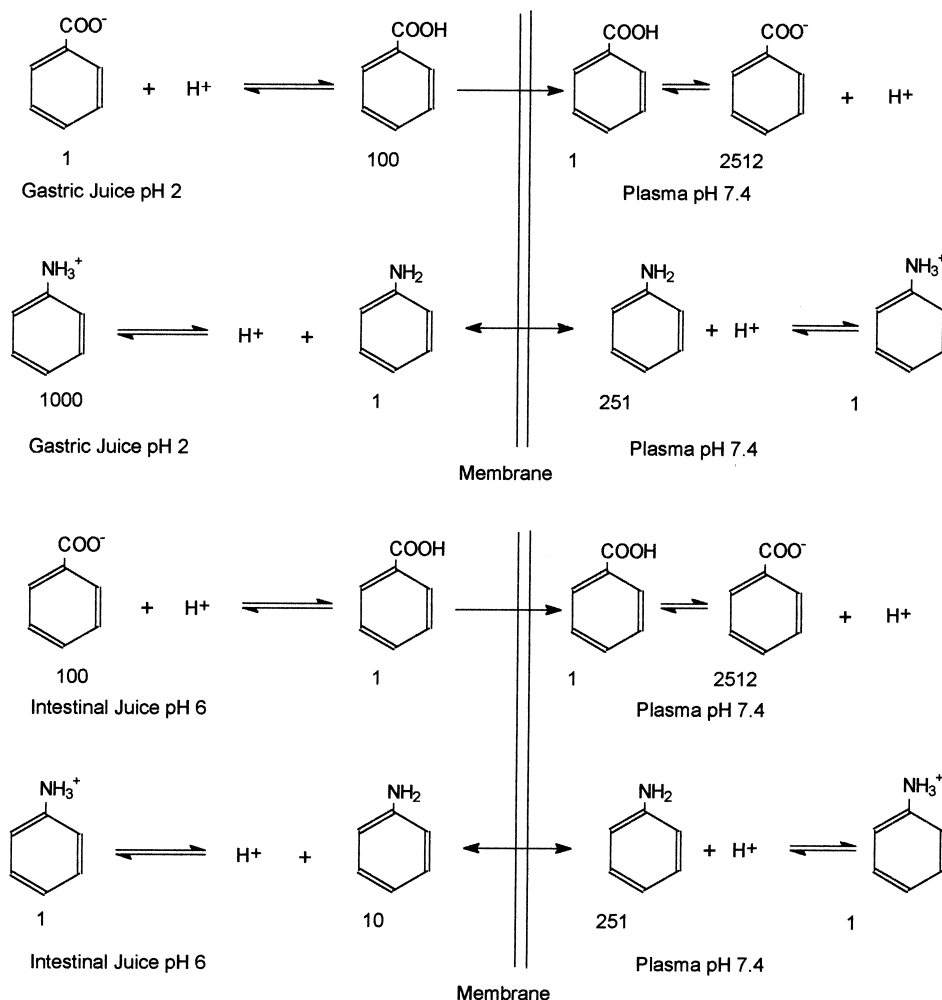 COO⁻ COOH COOH COO⁻
+ H⁺ + H⁺
1 100 1 2512
Gastric Juice pH 2 Plasma pH 7.4
NH₃⁺ NH₂ NH₂ NH₃⁺
H⁺ + + H⁺
1000 1 251 1
Gastric Juice pH 2 Plasma pH 7.4
Membrane
COO⁻ COOH COOH COO⁻
+ H⁺ + H⁺
100 1 1 2512
Intestinal Juice pH 6 Plasma pH 7.4
NH₃⁺ NH₂ NH₂ NH₃⁺
H⁺ + + H⁺
1 10 251 1
Intestinal Juice pH 6 Plasma pH 7.4
Membrane